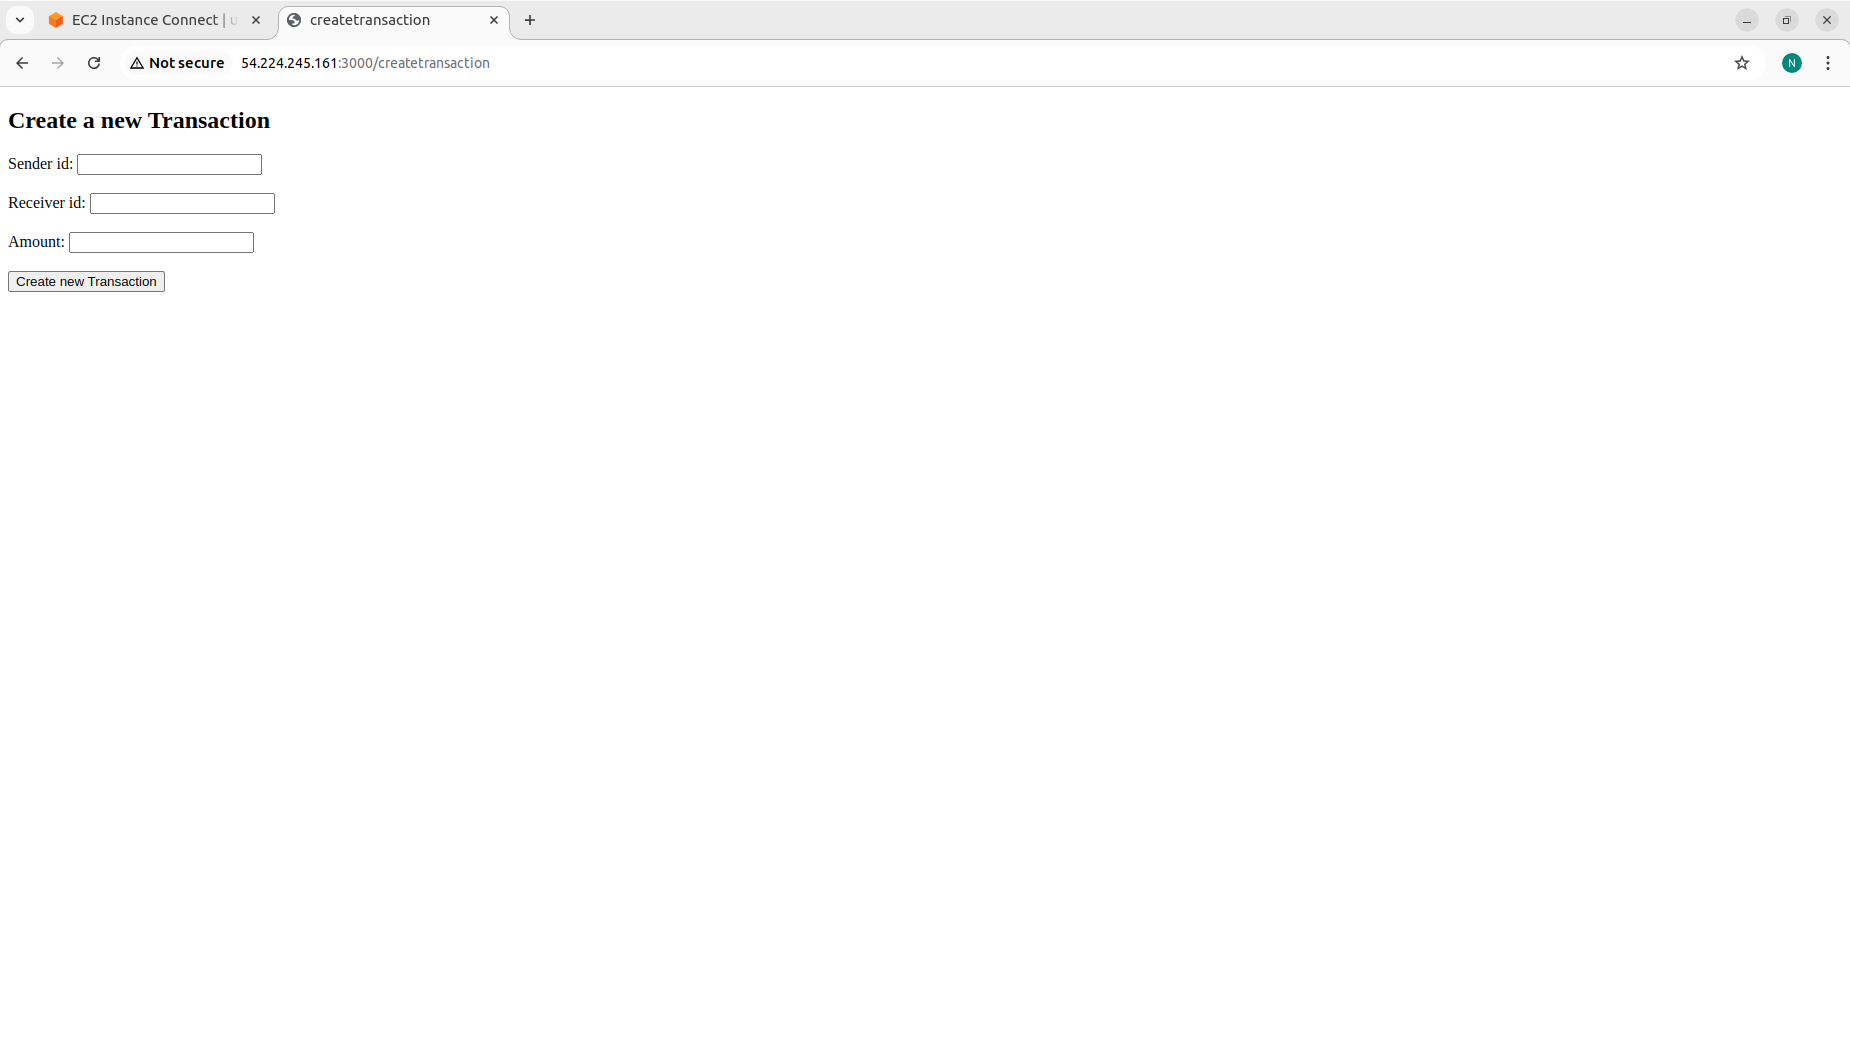 EC2 Instance Connect | u
createtransaction
Not secure
54.224.245.161:3000/createtransaction
N
Create a new Transaction
Sender id:
Receiver id:
Amount:
Create new Transaction